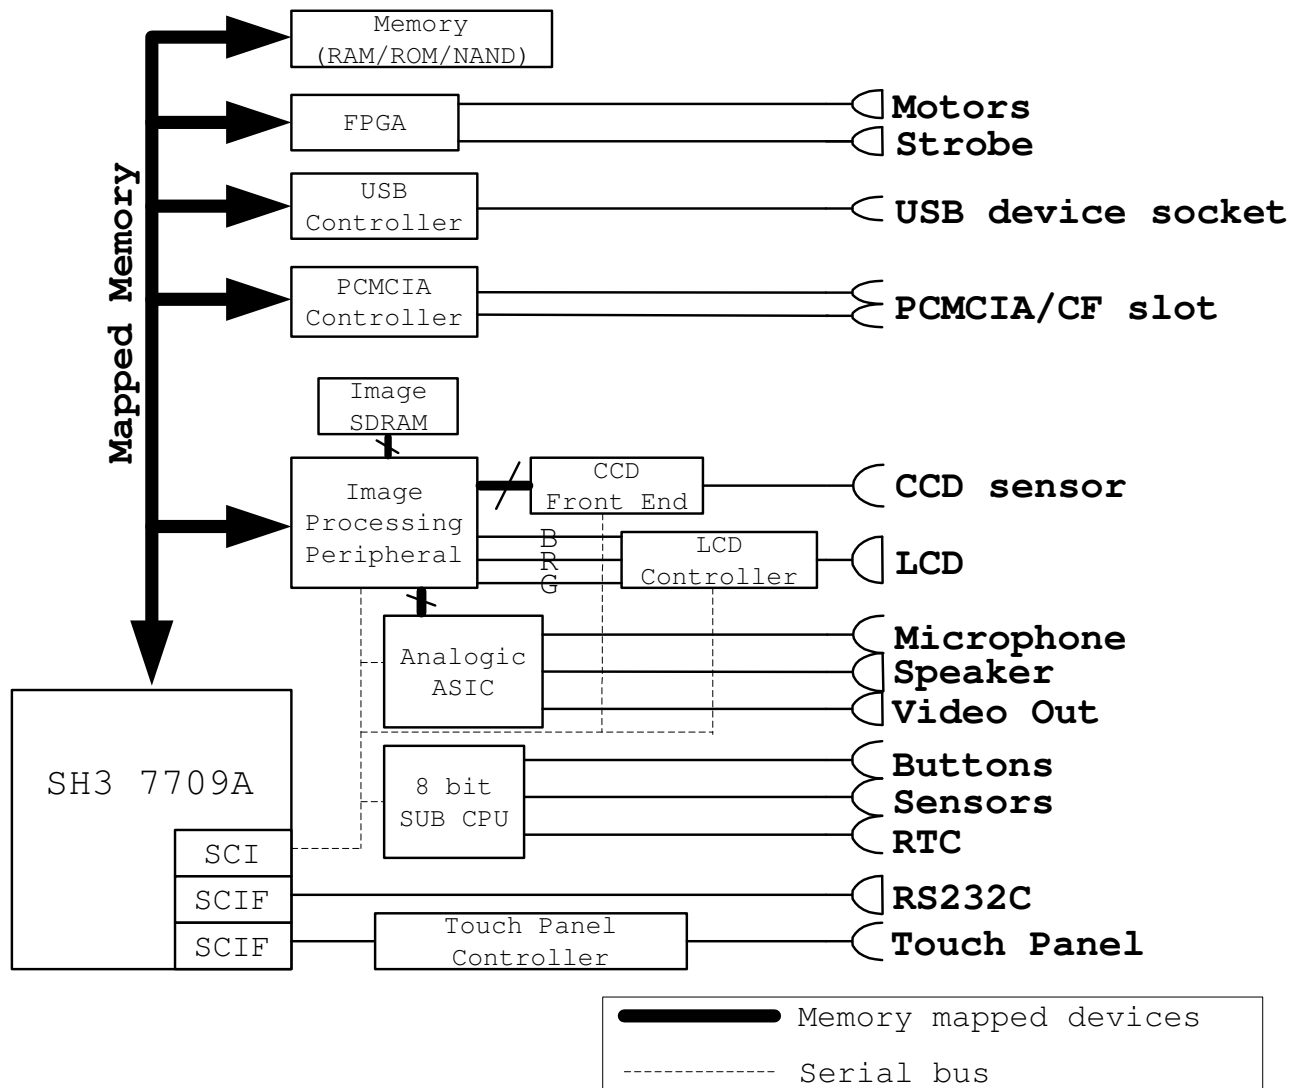 Memory
(RAM/ROM/NAND)
FPGA
Motors
Strobe
USB
Controller
USB device socket
PCMCIA
Controller
PCMCIA/CF slot
Mapped Memory
Image
SDRAM
Image
Processing
Peripheral
CCD
Front End
CCD sensor
B
R
G
LCD
Controller
LCD
Analogic
ASIC
Microphone
Speaker
Video Out
SH3 7709A
8 bit
SUB CPU
Buttons
Sensors
RTC
SCI
SCIF
RS232C
SCIF
Touch Panel
Controller
Touch Panel
Memory mapped devices
Serial bus